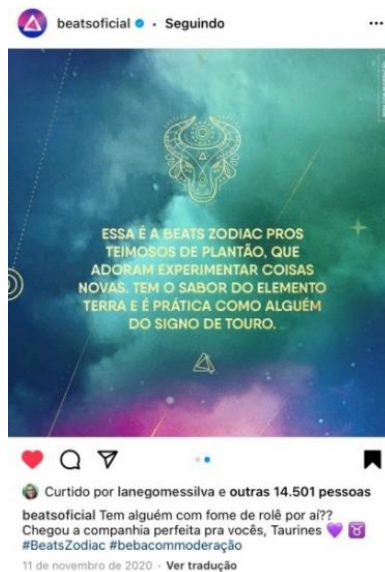 beatsoficial • Seguindo
ESSA É A BEATS ZODIAC PROS
TEIMOSOS DE PLANTÃO, QUE
ADORAM EXPERIMENTAR COISAS
NOVAS. TEM O SABOR DO ELEMENTO
TERRA E É PRÁTICA COMO ALGUÉM
DO SIGNO DE TOURO.
Curtido por lanegomessilva e outras 14.501 pessoas
beatsoficial Tem alguém com fome de rolê por aí??
Chegou a companhia perfeita pra vocês, Taurines 💜 ♉
#BeatsZodiac #bebacommoderação
11 de novembro de 2020 • Ver tradução